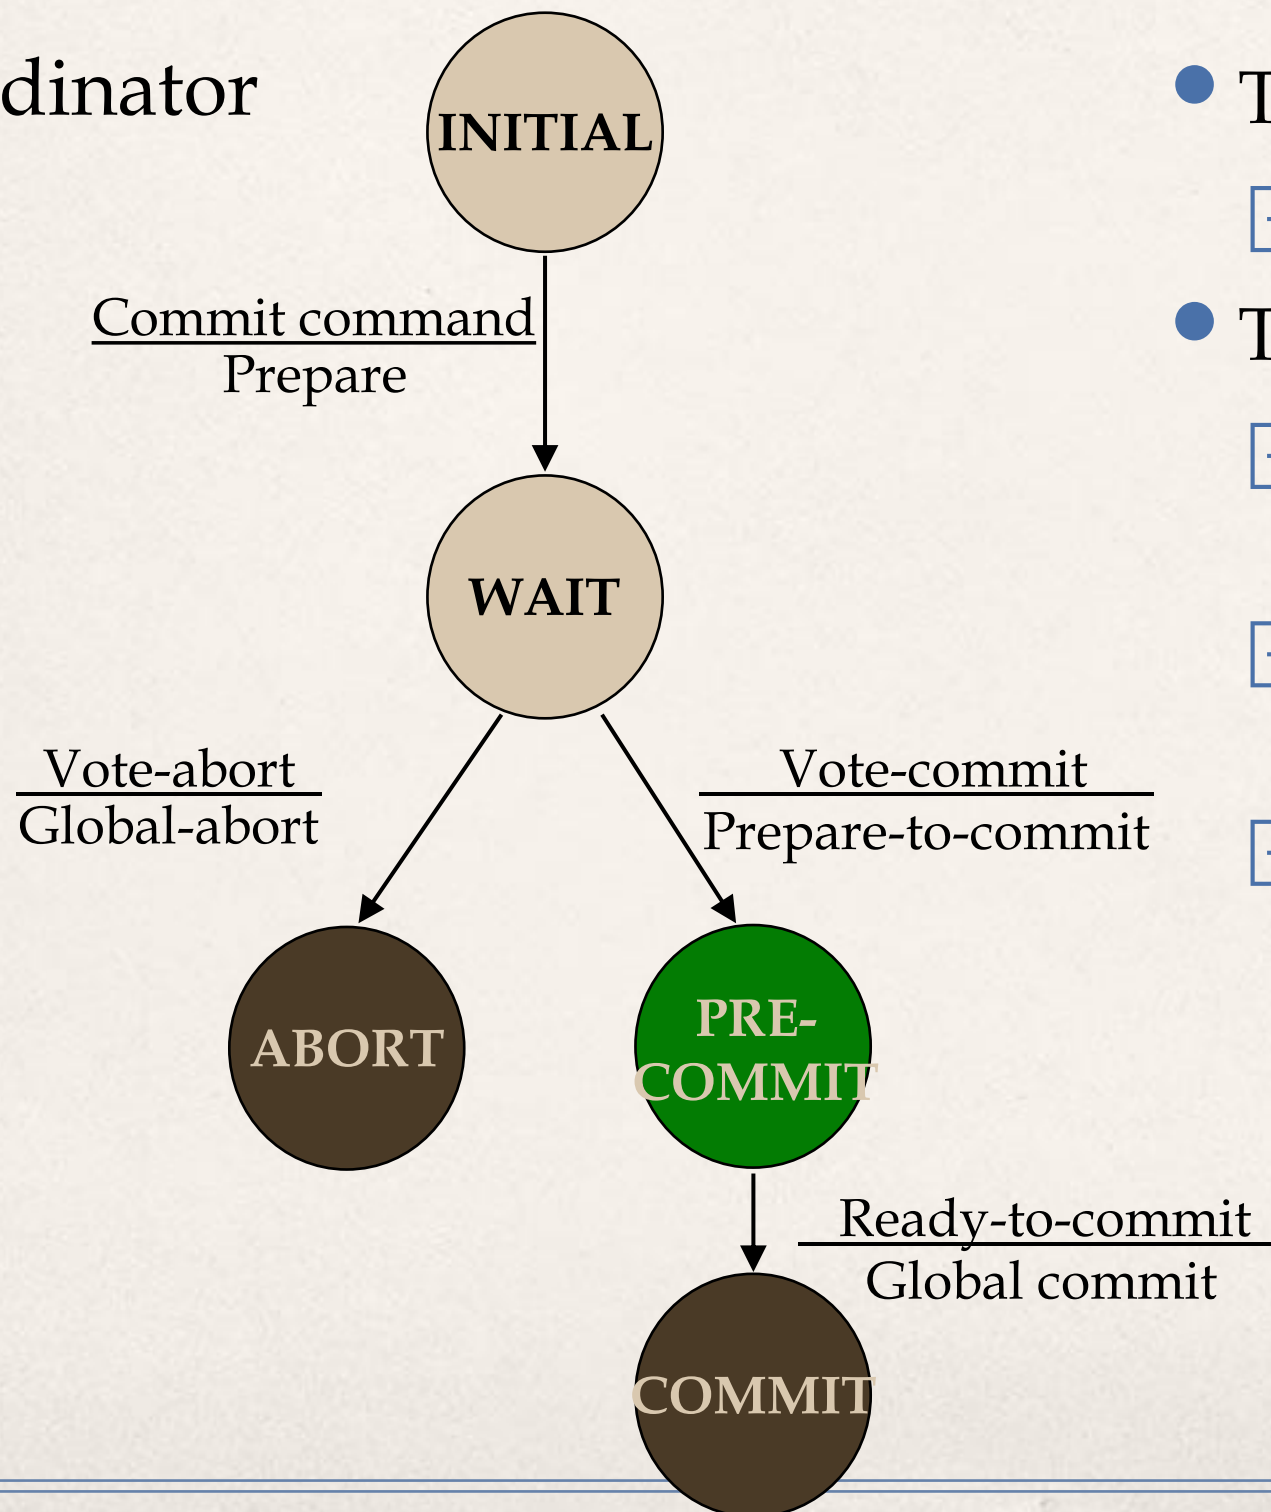 dinator
INITIAL
Commit command
Prepare
WAIT
Vote-abort
Global-abort
Vote-commit
Prepare-to-commit
ABORT
PRE-
COMMIT
Ready-to-commit
Global commit
COMMIT
T
T